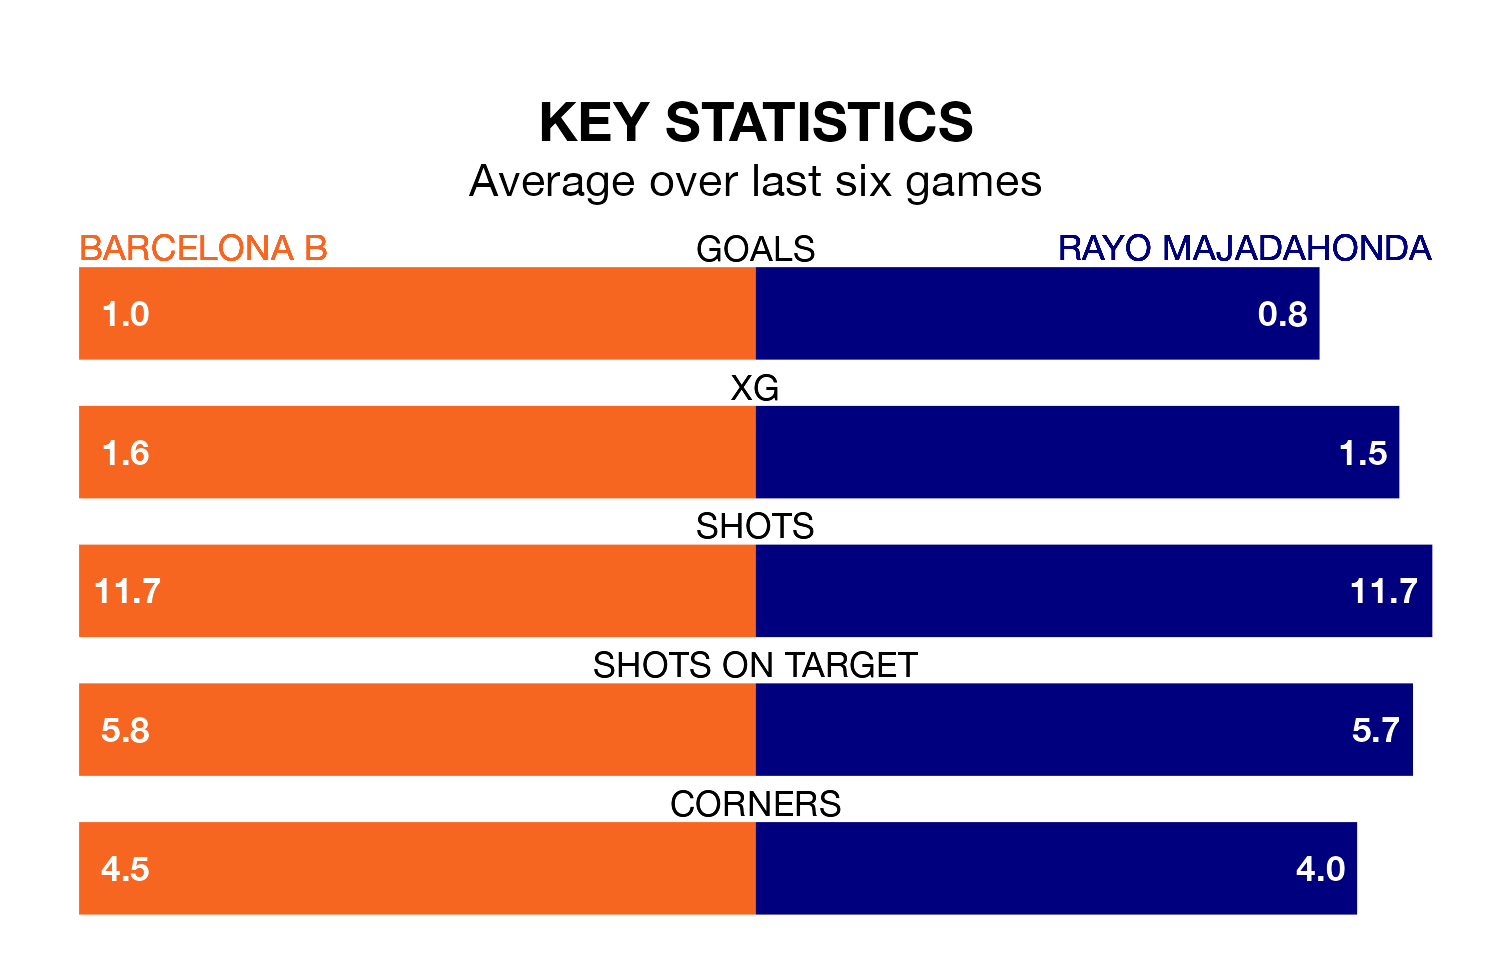 KEY STATISTICS
Average over last six games
BARCELONA B GOALS RAYO MAJADAHONDA
1.0 0.8
XG
1.6 1.5
SHOTS
11.7 11.7
SHOTS ON TARGET
5.8 5.7
CORNERS
4.5 4.0